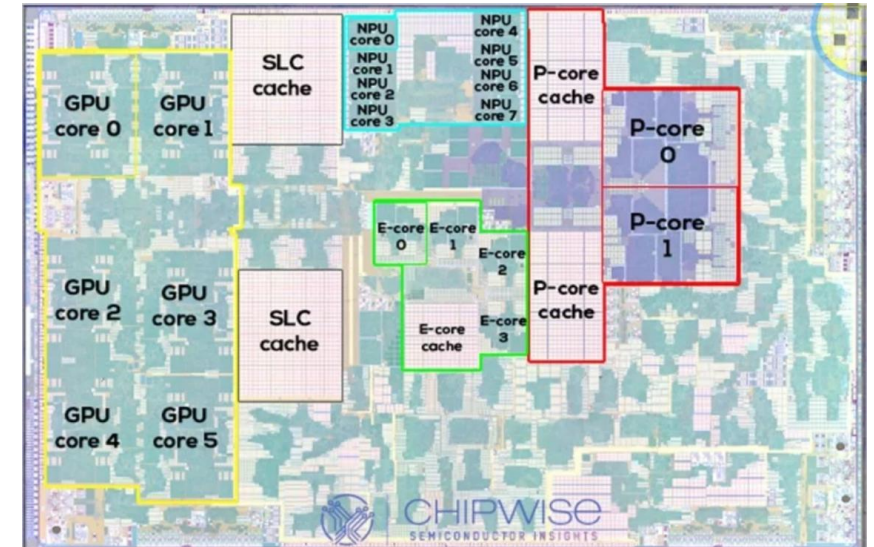 GPU
core 0
GPU
core 1
SLC
cache
NPU
core 0
NPU
core 1
NPU
core 2
NPU
core 3
NPU
core 4
NPU
core 5
NPU
core 6
NPU
core 7
P-core
cache
P-core
0
P-core
1
E-core
0
E-core
1
E-core
2
E-core
3
E-core
cache
P-core
cache
GPU
core 2
GPU
core 3
SLC
cache
GPU
core 4
GPU
core 5
CHIPWISE
SEMICONDUCTOR INSIGHTS